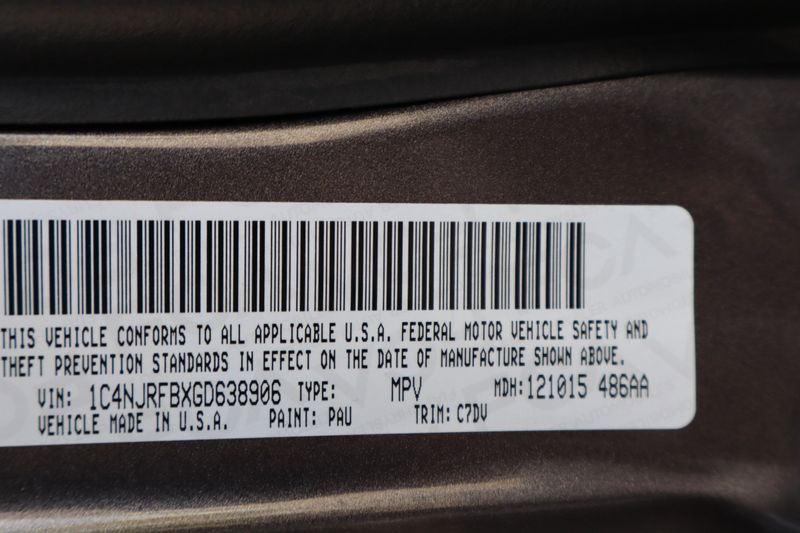 THIS VEHICLE CONFORMS TO ALL APPLICABLE U.S.A. FEDERAL MOTOR VEHICLE SAFETY AND
THEFT PREVENTION STANDARDS IN EFFECT ON THE DATE OF MANUFACTURE SHOWN ABOVE.
VIN: 1C4NJRFBXGD638906 TYPE: MPV MDH:121015 486AA
VEHICLE MADE IN U.S.A. PAINT: PAU TRIM: C7DV